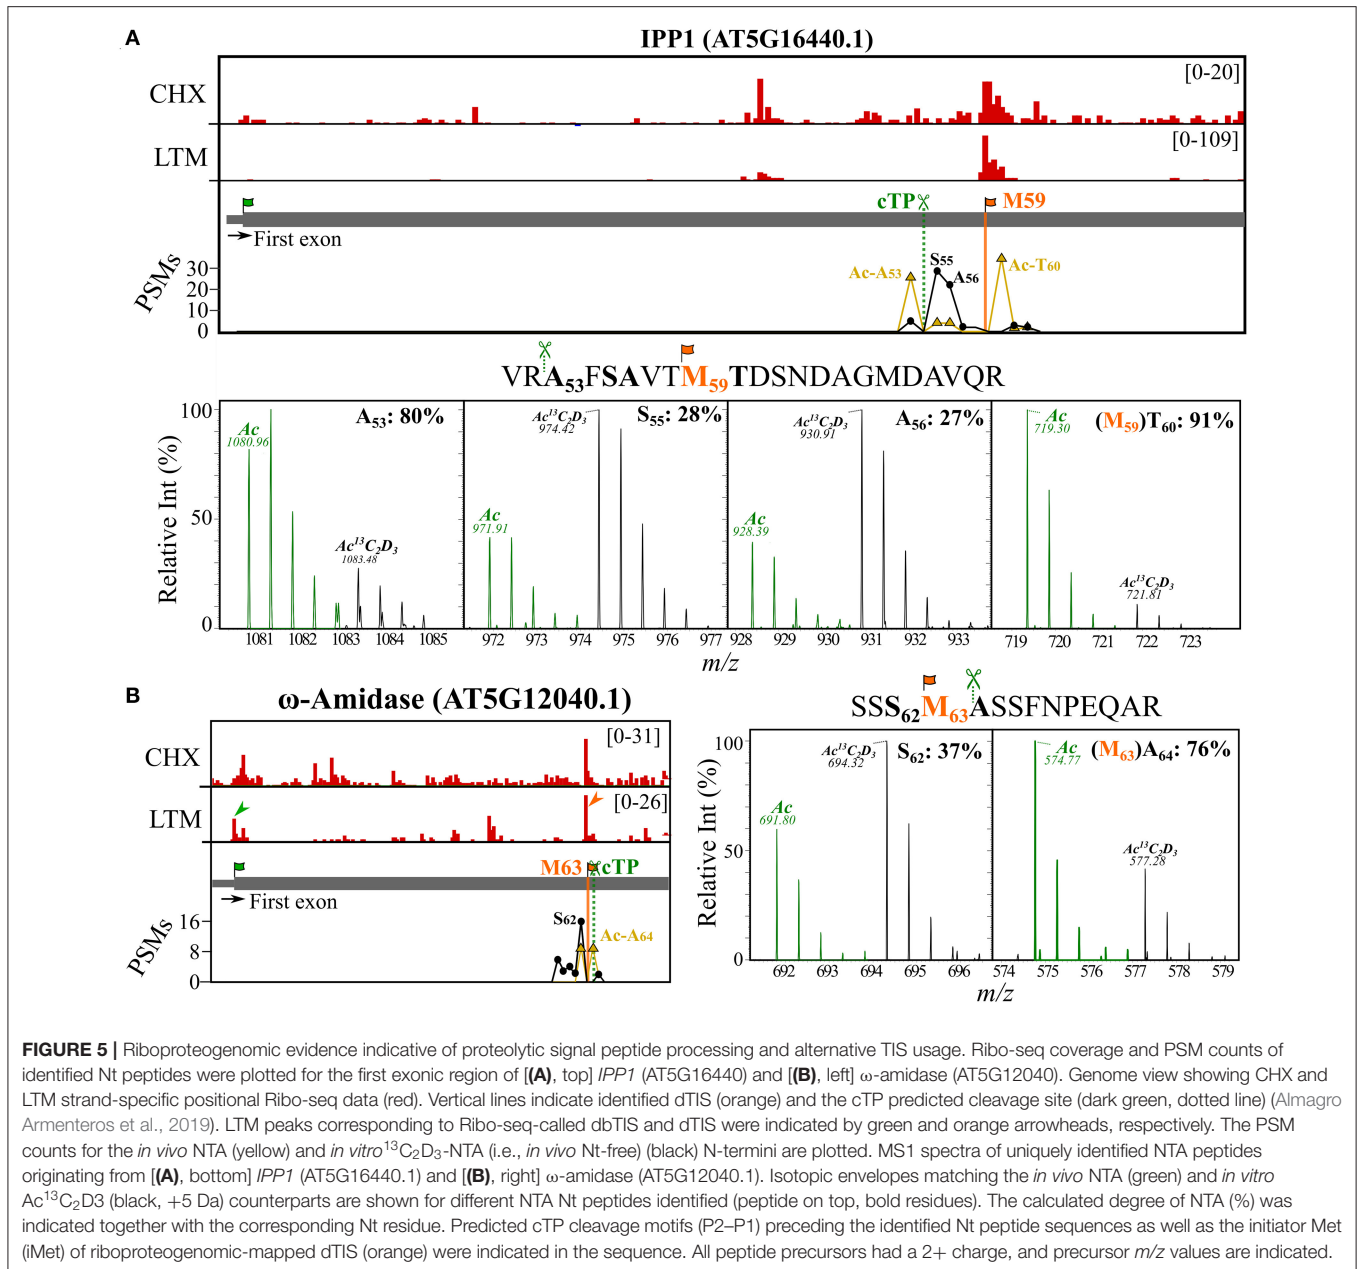 A
IPP1 (AT5G16440.1)
CHX
[0-20]
LTM
[0-109]
cTP
M59
First exon
PSMs
30
20
10
0
Ac-A53
S55
A56
Ac-T60
VRA53FSAVTM59TDSNDAGMDAVQR
Relative Int (%)
100
50
0
Ac
1080.96
A53: 80%
Ac13C2D3
1083.48
1081 1082 1083 1084 1085
Ac
971.91
Ac13C2D3
974.42
S55: 28%
972 973 974 975 976 977
Ac
928.39
Ac13C2D3
930.91
A56: 27%
928 929 930 931 932 933
Ac
719.30
(M59)T60: 91%
Ac13C2D3
721.81
719 720 721 722 723
m/z
B
ω-Amidase (AT5G12040.1)
CHX
[0-31]
LTM
[0-26]
M63
cTP
First exon
PSMs
16
8
0
S62
Ac-A64
SSS62M63ASSFNPEQAR
Relative Int (%)
100
50
0
Ac
691.80
Ac13C2D3
694.32
S62: 37%
692 693 694 695 696
Ac
574.77
(M63)A64: 76%
Ac13C2D3
577.28
574 575 576 577 578 579
m/z
FIGURE 5 | Riboproteogenomic evidence indicative of proteolytic signal peptide processing and alternative TIS usage. Ribo-seq coverage and PSM counts of
identified Nt peptides were plotted for the first exonic region of [(A), top] IPP1 (AT5G16440) and [(B), left] ω-amidase (AT5G12040). Genome view showing CHX and
LTM strand-specific positional Ribo-seq data (red). Vertical lines indicate identified dTIS (orange) and the cTP predicted cleavage site (dark green, dotted line) (Almagro
Armenteros et al., 2019). LTM peaks corresponding to Ribo-seq-called dbTIS and dTIS were indicated by green and orange arrowheads, respectively. The PSM
counts for the in vivo NTA (yellow) and in vitro13C2D3-NTA (i.e., in vivo Nt-free) (black) N-termini are plotted. MS1 spectra of uniquely identified NTA peptides
originating from [(A), bottom] IPP1 (AT5G16440.1) and [(B), right] ω-amidase (AT5G12040.1). Isotopic envelopes matching the in vivo NTA (green) and in vitro
Ac13C2D3 (black, +5 Da) counterparts are shown for different NTA Nt peptides identified (peptide on top, bold residues). The calculated degree of NTA (%) was
indicated together with the corresponding Nt residue. Predicted cTP cleavage motifs (P2–P1) preceding the identified Nt peptide sequences as well as the initiator Met
(iMet) of riboproteogenomic-mapped dTIS (orange) were indicated in the sequence. All peptide precursors had a 2+ charge, and precursor m/z values are indicated.